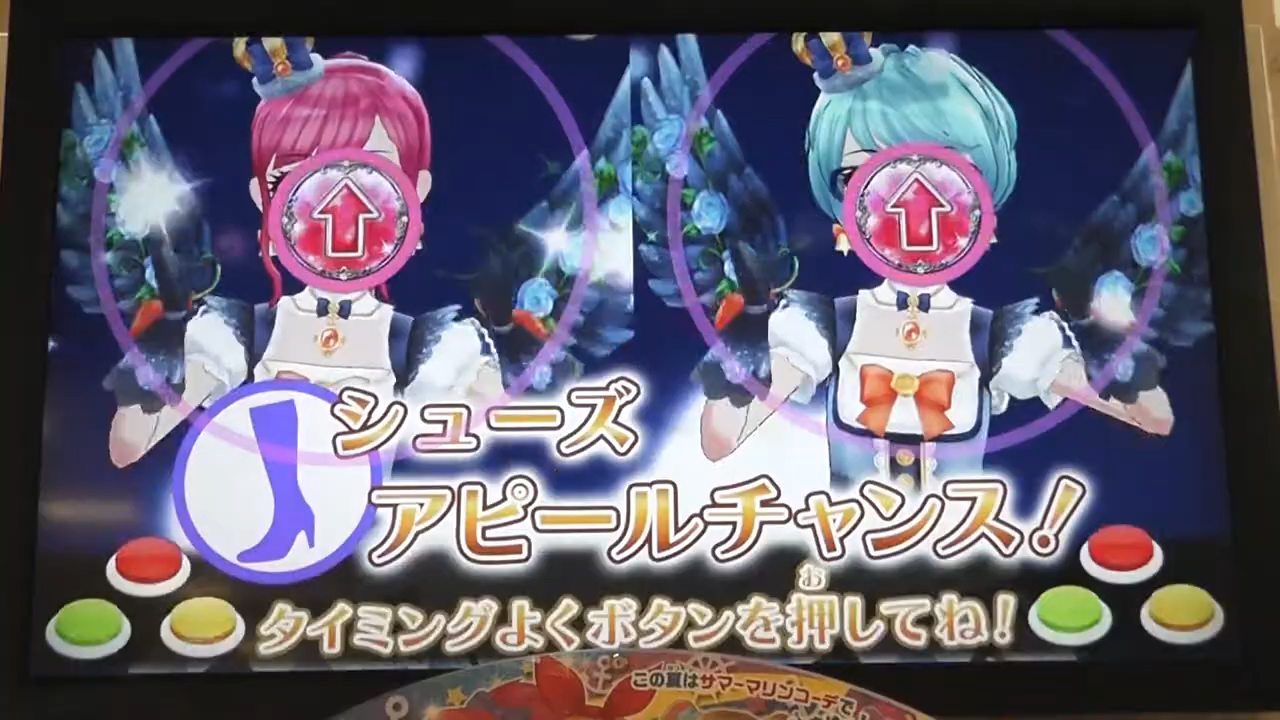 シューズ
アピールチャンス!
タイミングよくボタンを押してね!
お
この夏はサマーマリンコーデで、